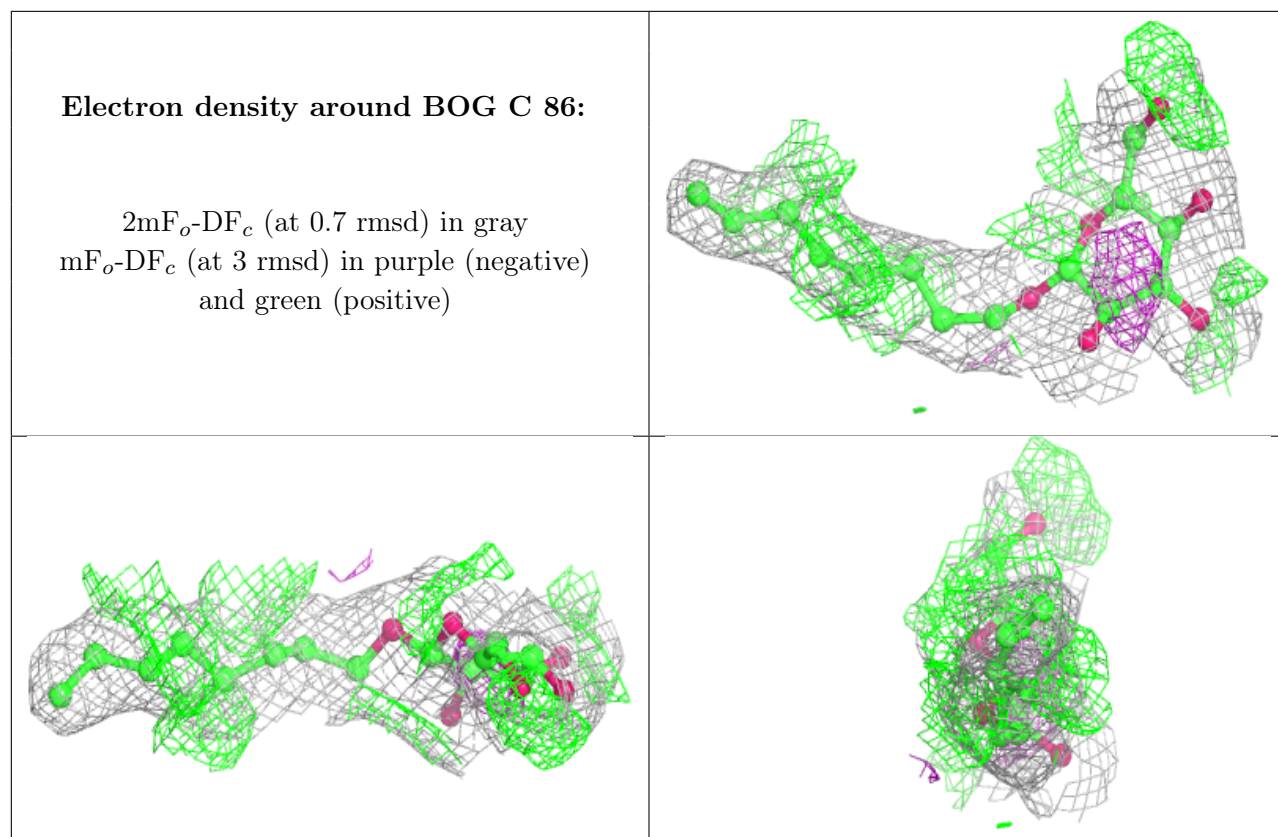 Electron density around BOG C 86:
2mFo-DFc (at 0.7 rmsd) in gray
mFo-DFc (at 3 rmsd) in purple (negative)
and green (positive)